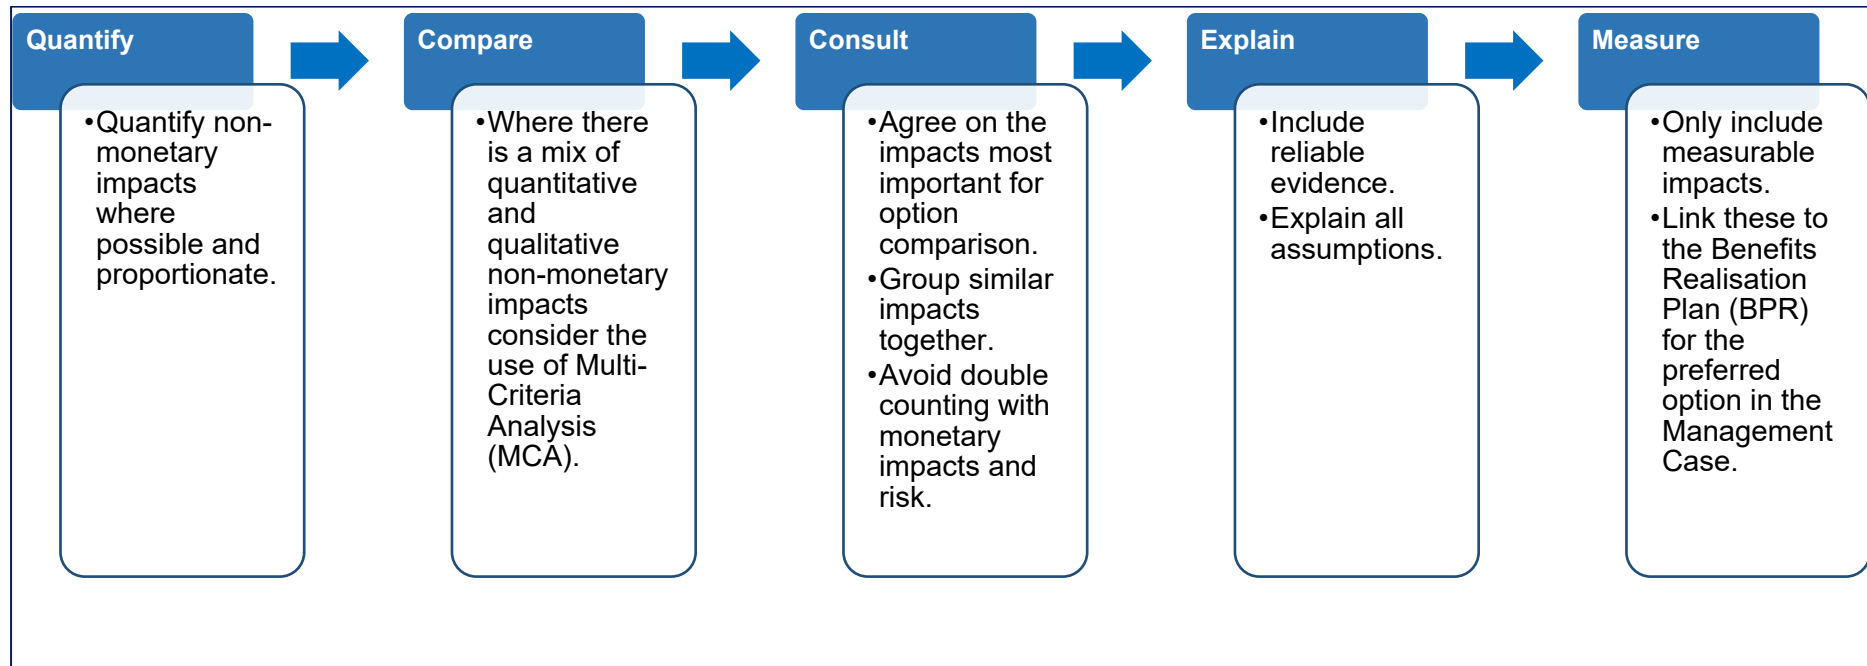 Quantify
•Quantify non-
monetary
impacts
where
possible and
proportionate.
Compare
•Where there
is a mix of
quantitative
and
qualitative
non-monetary
impacts
consider the
use of Multi-
Criteria
Analysis
(MCA).
Consult
•Agree on the
impacts most
important for
option
comparison.
•Group similar
impacts
together.
•Avoid double
counting with
monetary
impacts and
risk.
Explain
•Include
reliable
evidence.
•Explain all
assumptions.
Measure
•Only include
measurable
impacts.
•Link these to
the Benefits
Realisation
Plan (BPR)
for the
preferred
option in the
Management
Case.